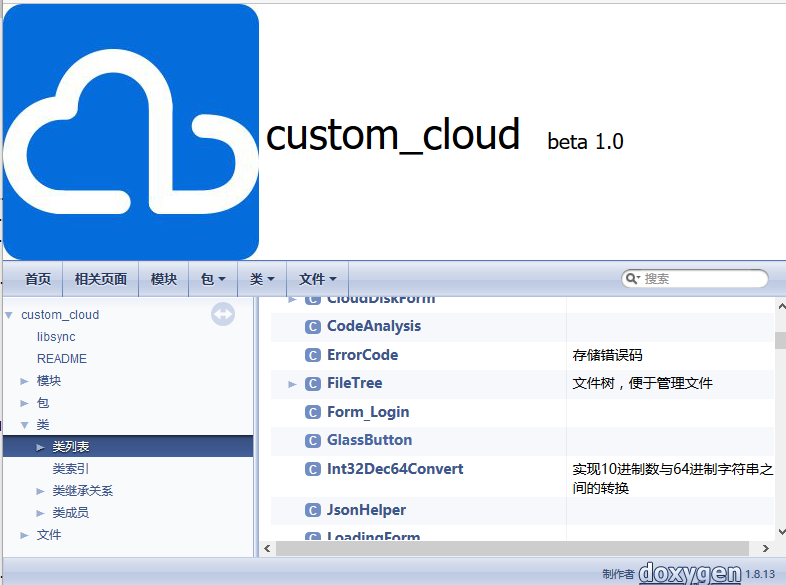 custom_cloud beta 1.0
首页 相关页面 模块 包 类 文件 搜索
custom_cloud
libsync
README
模块
包
类
类列表
类索引
类继承关系
类成员
文件
CloudDiskForm
CodeAnalysis
ErrorCode 存储错误码
FileTree 文件树，便于管理文件
Form_Login
GlassButton
Int32Dec64Convert 实现10进制数与64进制字符串之
间的转换
JsonHelper
LoadingForm
制作者 doxygen 1.8.13